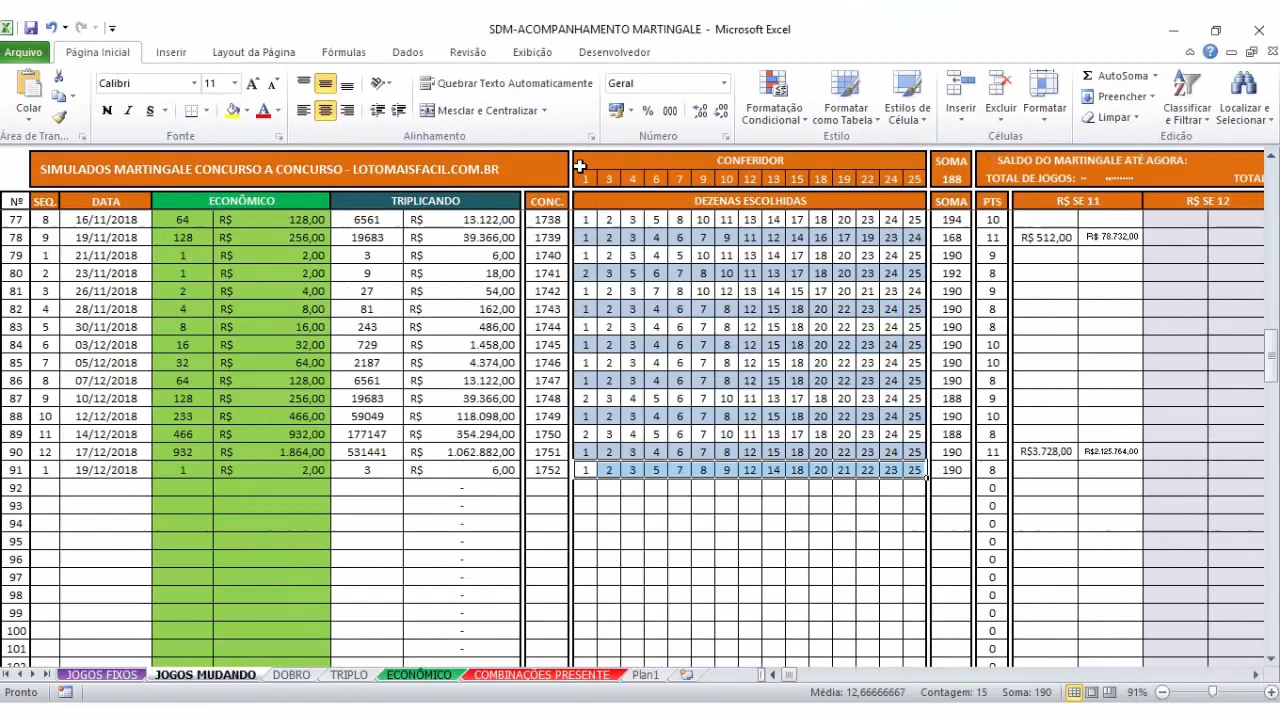 SDM-ACOMPANHAMENTO MARTINGALE - Microsoft Excel
Arquivo Página Inicial Inserir Layout da Página Fórmulas Dados Revisão Exibição Desenvolvedor
Calibri 11 Quebrar Texto Automaticamente Geral AutoSoma
Colar N I S Mesclar e Centralizar % 000 Formatação Condicional Formatar como Tabela Estilos de Célula Inserir Excluir Formatar Preencher Limpar Classificar e Filtrar Localizar e Selecionar
Área de Tran... Fonte Alinhamento Número Estilo Células Edição
SIMULADOS MARTINGALE CONCURSO A CONCURSO - LOTOMAISFACIL.COM.BR CONFERIDOR SOMA SALDO DO MARTINGALE ATÉ AGORA:
1 3 4 6 7 9 10 11 12 13 14 18 22 24 25 188 TOTAL DE JOGOS: TOTA
Nº SEQ. DATA ECONÔMICO TRIPLICANDO CONC. DEZENAS ESCOLHIDAS SOMA PTS R$ SE 11 R$ SE 12
77 8 16/11/2018 64 R$ 128,00 6561 R$ 13.122,00 1738 1 2 3 5 8 10 11 13 14 17 18 20 23 24 25 194 10
78 9 19/11/2018 128 R$ 256,00 19683 R$ 39.366,00 1739 1 2 3 4 6 7 9 11 12 14 16 17 19 23 24 168 11 R$ 512,00 R$ 78.732,00
79 1 21/11/2018 1 R$ 2,00 3 R$ 6,00 1740 1 2 3 4 5 10 11 13 14 17 18 20 22 24 25 190 9
80 2 23/11/2018 1 R$ 2,00 9 R$ 18,00 1741 2 3 5 6 7 8 10 11 13 14 18 20 22 23 25 192 8
81 3 26/11/2018 2 R$ 4,00 27 R$ 54,00 1742 1 2 3 7 8 10 12 13 14 15 17 20 21 22 25 190 9
82 4 28/11/2018 4 R$ 8,00 81 R$ 162,00 1743 1 2 3 4 6 7 8 12 15 18 20 22 23 24 25 190 8
83 5 30/11/2018 8 R$ 16,00 243 R$ 486,00 1744 1 2 3 4 6 7 8 12 15 18 20 22 23 24 25 190 8
84 6 03/12/2018 16 R$ 32,00 729 R$ 1.458,00 1745 1 2 3 4 6 7 8 12 15 18 20 22 23 24 25 190 10
85 7 05/12/2018 32 R$ 64,00 2187 R$ 4.374,00 1746 1 2 3 4 6 7 8 12 15 18 20 22 23 24 25 190 10
86 8 07/12/2018 64 R$ 128,00 6561 R$ 13.122,00 1747 1 2 3 4 6 7 8 12 15 18 20 22 23 24 25 190 8
87 9 10/12/2018 128 R$ 256,00 19683 R$ 39.366,00 1748 2 3 4 5 6 7 8 12 13 17 18 21 23 24 25 188 9
88 10 12/12/2018 233 R$ 466,00 59049 R$ 118.098,00 1749 1 2 3 4 6 7 8 12 15 18 20 22 23 24 25 190 10
89 11 14/12/2018 466 R$ 932,00 177147 R$ 354.294,00 1750 2 3 4 5 6 7 8 12 13 17 18 21 23 24 25 188 8
90 12 17/12/2018 932 R$ 1.864,00 531441 R$ 1.062.882,00 1751 1 2 3 4 6 7 8 12 15 18 20 22 23 24 25 190 11 R$3.728,00 R$2.125.764,00
91 1 19/12/2018 1 R$ 2,00 3 R$ 6,00 1752 1 2 3 5 7 8 9 12 14 18 20 21 22 23 25 190 8
92 - 0
93 - 0
94 - 0
95 - 0
96 - 0
97 - 0
98 - 0
99 - 0
100 - 0
101 - 0
JOGOS FIXOS JOGOS MUDANDO DOBRO TRIPLO ECONÔMICO COMBINAÇÕES PRESENTE Plan1
Pronto Média: 12,66666667 Contagem: 15 Soma: 190 91%